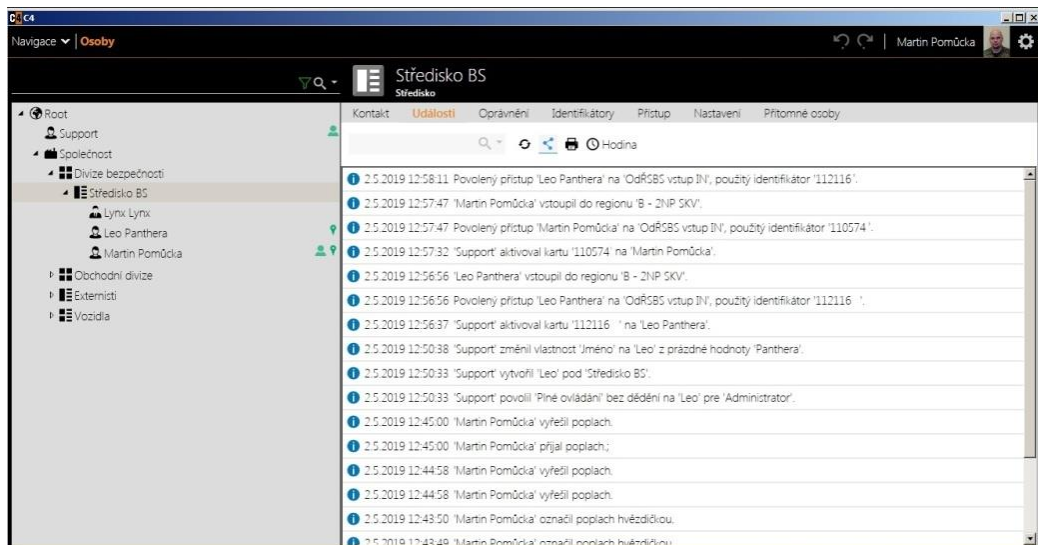 C4 C4
Navigace | Osoby
Martin Pomůcka
Středisko BS
Středisko
Root
Support
Společnost
Divize bezpečnosti
Středisko BS
Lynx Lynx
Leo Panthera
Martin Pomůcka
Obchodní divize
Externisti
Vozidla
Kontakt Události Oprávnění Identifikátory Přístup Nastavení Přítomné osoby
Hodina
2.5.2019 12:58:11 Povolený přístup 'Leo Panthera' na 'OdŘSBS vstup IN', použitý identifikátor '112116'.
2.5.2019 12:57:47 'Martin Pomůcka' vstoupil do regionu 'B - 2NP SKV'.
2.5.2019 12:57:47 Povolený přístup 'Martin Pomůcka' na 'OdŘSBS vstup IN', použitý identifikátor '110574'.
2.5.2019 12:57:32 'Support' aktivoval kartu '110574' na 'Martin Pomůcka'.
2.5.2019 12:56:56 'Leo Panthera' vstoupil do regionu 'B - 2NP SKV'.
2.5.2019 12:56:56 Povolený přístup 'Leo Panthera' na 'OdŘSBS vstup IN', použitý identifikátor '112116 '.
2.5.2019 12:56:37 'Support' aktivoval kartu '112116 ' na 'Leo Panthera'.
2.5.2019 12:50:38 'Support' změnil vlastnost 'Jméno' na 'Leo' z prázdné hodnoty 'Panthera'.
2.5.2019 12:50:33 'Support' vytvořil 'Leo' pod 'Středisko BS'.
2.5.2019 12:50:33 'Support' povolil 'Plné ovládání' bez dědění na 'Leo' pre 'Administrator'.
2.5.2019 12:45:00 'Martin Pomůcka' vyřešil poplach.
2.5.2019 12:45:00 'Martin Pomůcka' přijal poplach.;
2.5.2019 12:44:58 'Martin Pomůcka' vyřešil poplach.
2.5.2019 12:44:58 'Martin Pomůcka' vyřešil poplach.
2.5.2019 12:43:50 'Martin Pomůcka' označil poplach hvězdičkou.
2.5.2019 12:43:49 'Martin Pomůcka' označil poplach hvězdičkou.